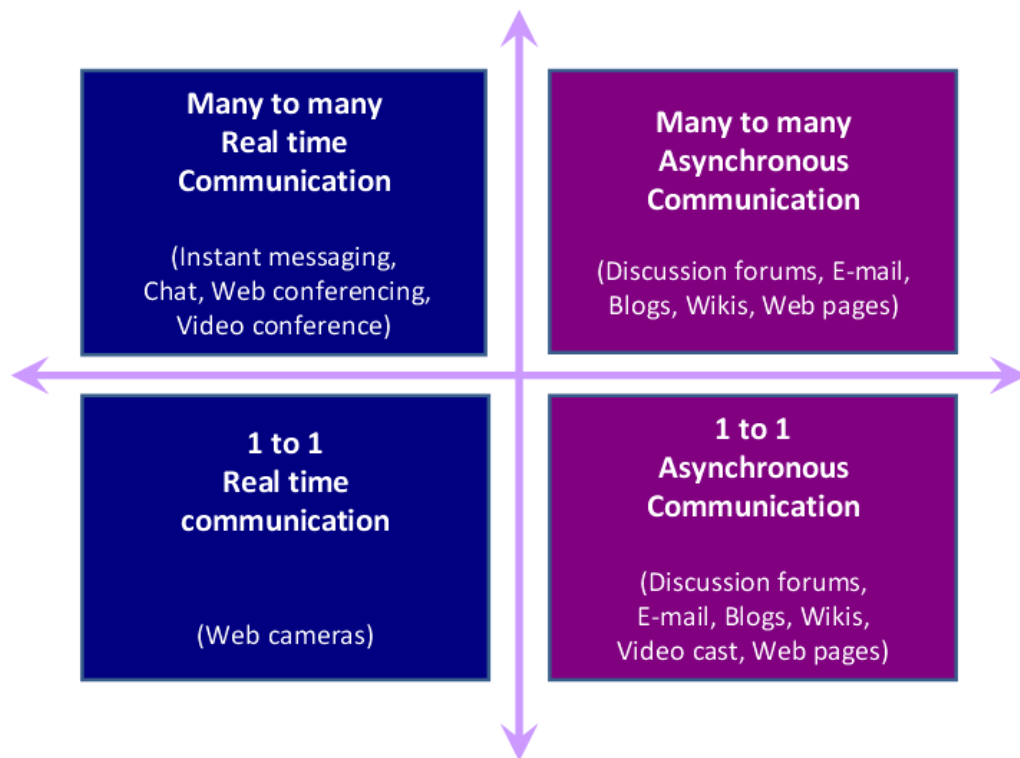 Many to many
Real time
Communication
(Instant messaging,
Chat, Web conferencing,
Video conference)
Many to many
Asynchronous
Communication
(Discussion forums, E-mail,
Blogs, Wikis, Web pages)
1 to 1
Real time
communication
(Web cameras)
1 to 1
Asynchronous
Communication
(Discussion forums,
E-mail, Blogs, Wikis,
Video cast, Web pages)